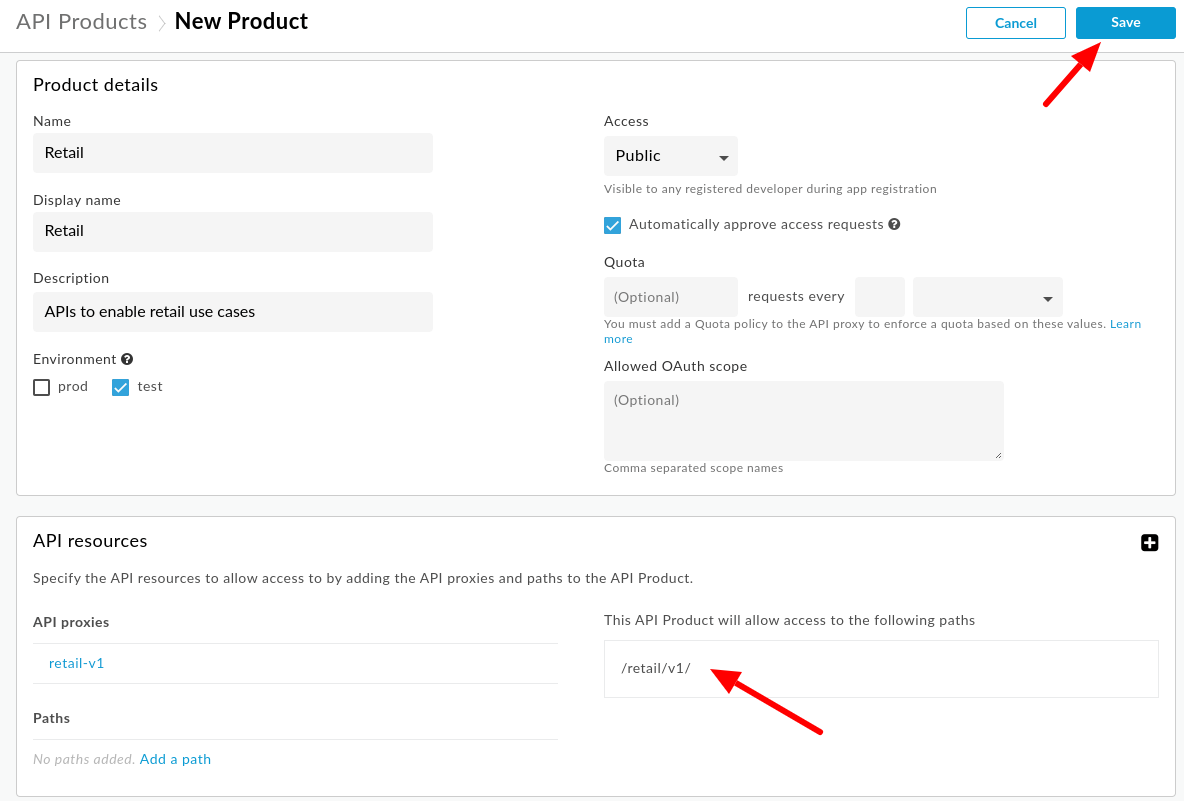 API Products > New Product
Cancel
Save
Product details
Name
Retail
Display name
Retail
Description
APIs to enable retail use cases
Environment ?
prod
test
Access
Public
Visible to any registered developer during app registration
Automatically approve access requests ?
Quota
(Optional)
requests every
You must add a Quota policy to the API proxy to enforce a quota based on these values. Learn
more
Allowed OAuth scope
(Optional)
Comma separated scope names
API resources
Specify the API resources to allow access to by adding the API proxies and paths to the API Product.
API proxies
retail-v1
Paths
No paths added. Add a path
This API Product will allow access to the following paths
/retail/v1/